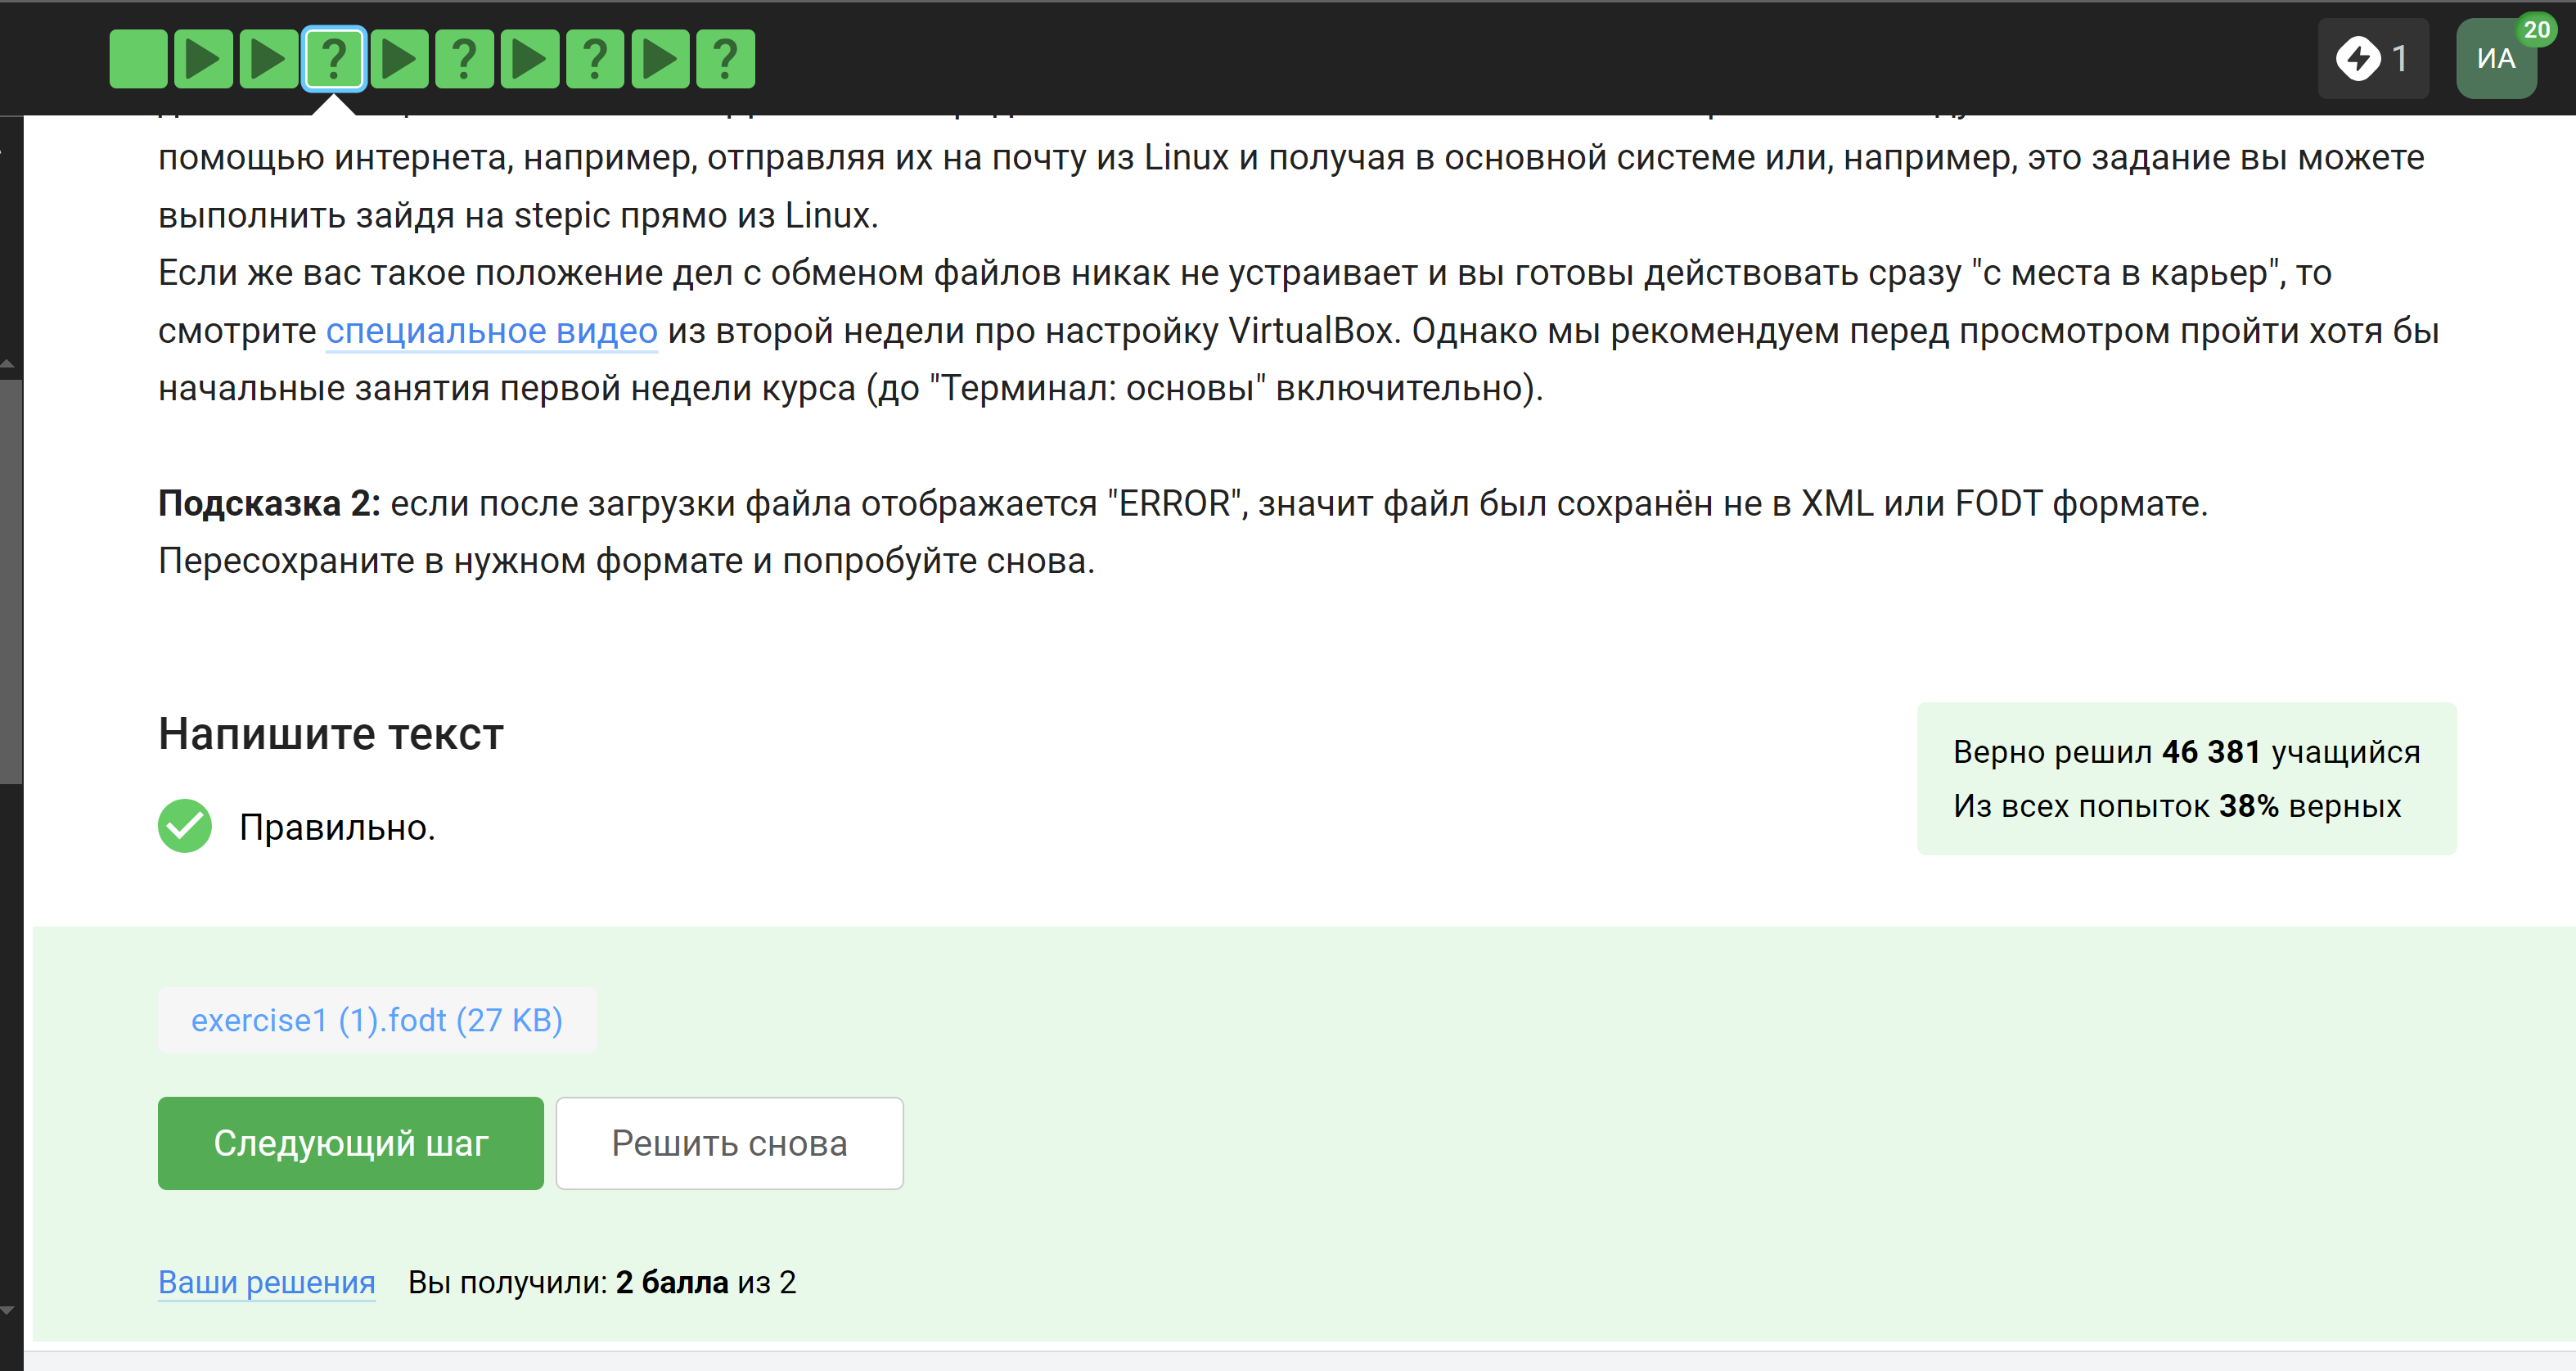 ? ? ? ?
1
ИА
20
помощью интернета, например, отправляя их на почту из Linux и получая в основной системе или, например, это задание вы можете
выполнить зайдя на stepic прямо из Linux.
Если же вас такое положение дел с обменом файлов никак не устраивает и вы готовы действовать сразу "с места в карьер", то
смотрите специальное видео из второй недели про настройку VirtualBox. Однако мы рекомендуем перед просмотром пройти хотя бы
начальные занятия первой недели курса (до "Терминал: основы" включительно).
Подсказка 2: если после загрузки файла отображается "ERROR", значит файл был сохранён не в XML или FODT формате.
Пересохраните в нужном формате и попробуйте снова.
Напишите текст
Верно решил 46 381 учащийся
Из всех попыток 38% верных
Правильно.
exercise1 (1).fodt (27 KB)
Следующий шаг
Решить снова
Ваши решения Вы получили: 2 балла из 2